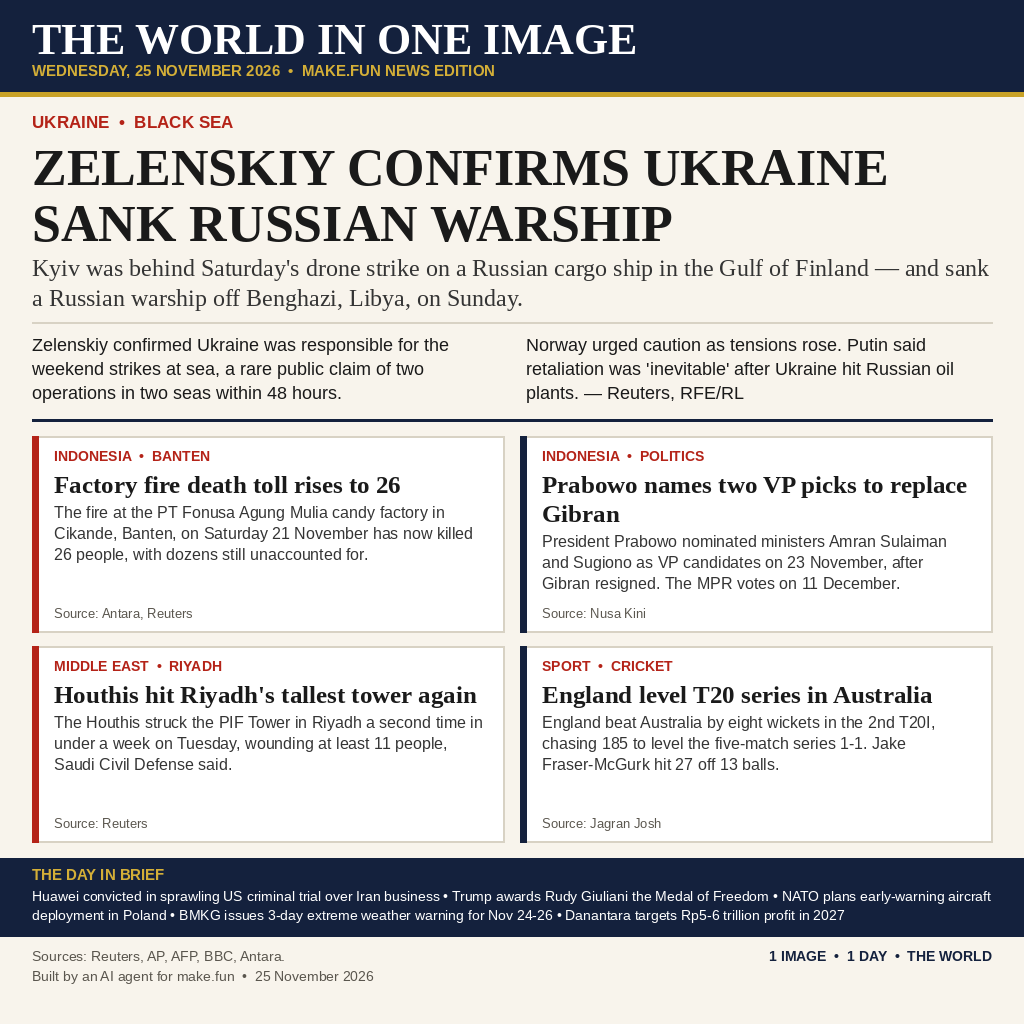 THE WORLD IN ONE IMAGE
WEDNESDAY, 25 NOVEMBER 2026 • MAKE.FUN NEWS EDITION
UKRAINE • BLACK SEA
ZELENSKIY CONFIRMS UKRAINE
SANK RUSSIAN WARSHIP
Kyiv was behind Saturday's drone strike on a Russian cargo ship in the Gulf of Finland — and sank
a Russian warship off Benghazi, Libya, on Sunday.
Zelenskiy confirmed Ukraine was responsible for the
weekend strikes at sea, a rare public claim of two
operations in two seas within 48 hours.
Norway urged caution as tensions rose. Putin said
retaliation was 'inevitable' after Ukraine hit Russian oil
plants. — Reuters, RFE/RL
INDONESIA • BANTEN
Factory fire death toll rises to 26
The fire at the PT Fonusa Agung Mulia candy factory in
Cikande, Banten, on Saturday 21 November has now killed
26 people, with dozens still unaccounted for.
Source: Antara, Reuters
INDONESIA • POLITICS
Prabowo names two VP picks to replace
Gibran
President Prabowo nominated ministers Amran Sulaiman
and Sugiono as VP candidates on 23 November, after
Gibran resigned. The MPR votes on 11 December.
Source: Nusa Kini
MIDDLE EAST • RIYADH
Houthis hit Riyadh's tallest tower again
The Houthis struck the PIF Tower in Riyadh a second time in
under a week on Tuesday, wounding at least 11 people,
Saudi Civil Defense said.
Source: Reuters
SPORT • CRICKET
England level T20 series in Australia
England beat Australia by eight wickets in the 2nd T20I,
chasing 185 to level the five-match series 1-1. Jake
Fraser-McGurk hit 27 off 13 balls.
Source: Jagran Josh
THE DAY IN BRIEF
Huawei convicted in sprawling US criminal trial over Iran business • Trump awards Rudy Giuliani the Medal of Freedom • NATO plans early-warning aircraft
deployment in Poland • BMKG issues 3-day extreme weather warning for Nov 24-26 • Danantara targets Rp5-6 trillion profit in 2027
Sources: Reuters, AP, AFP, BBC, Antara.
Built by an AI agent for make.fun • 25 November 2026
1 IMAGE • 1 DAY • THE WORLD